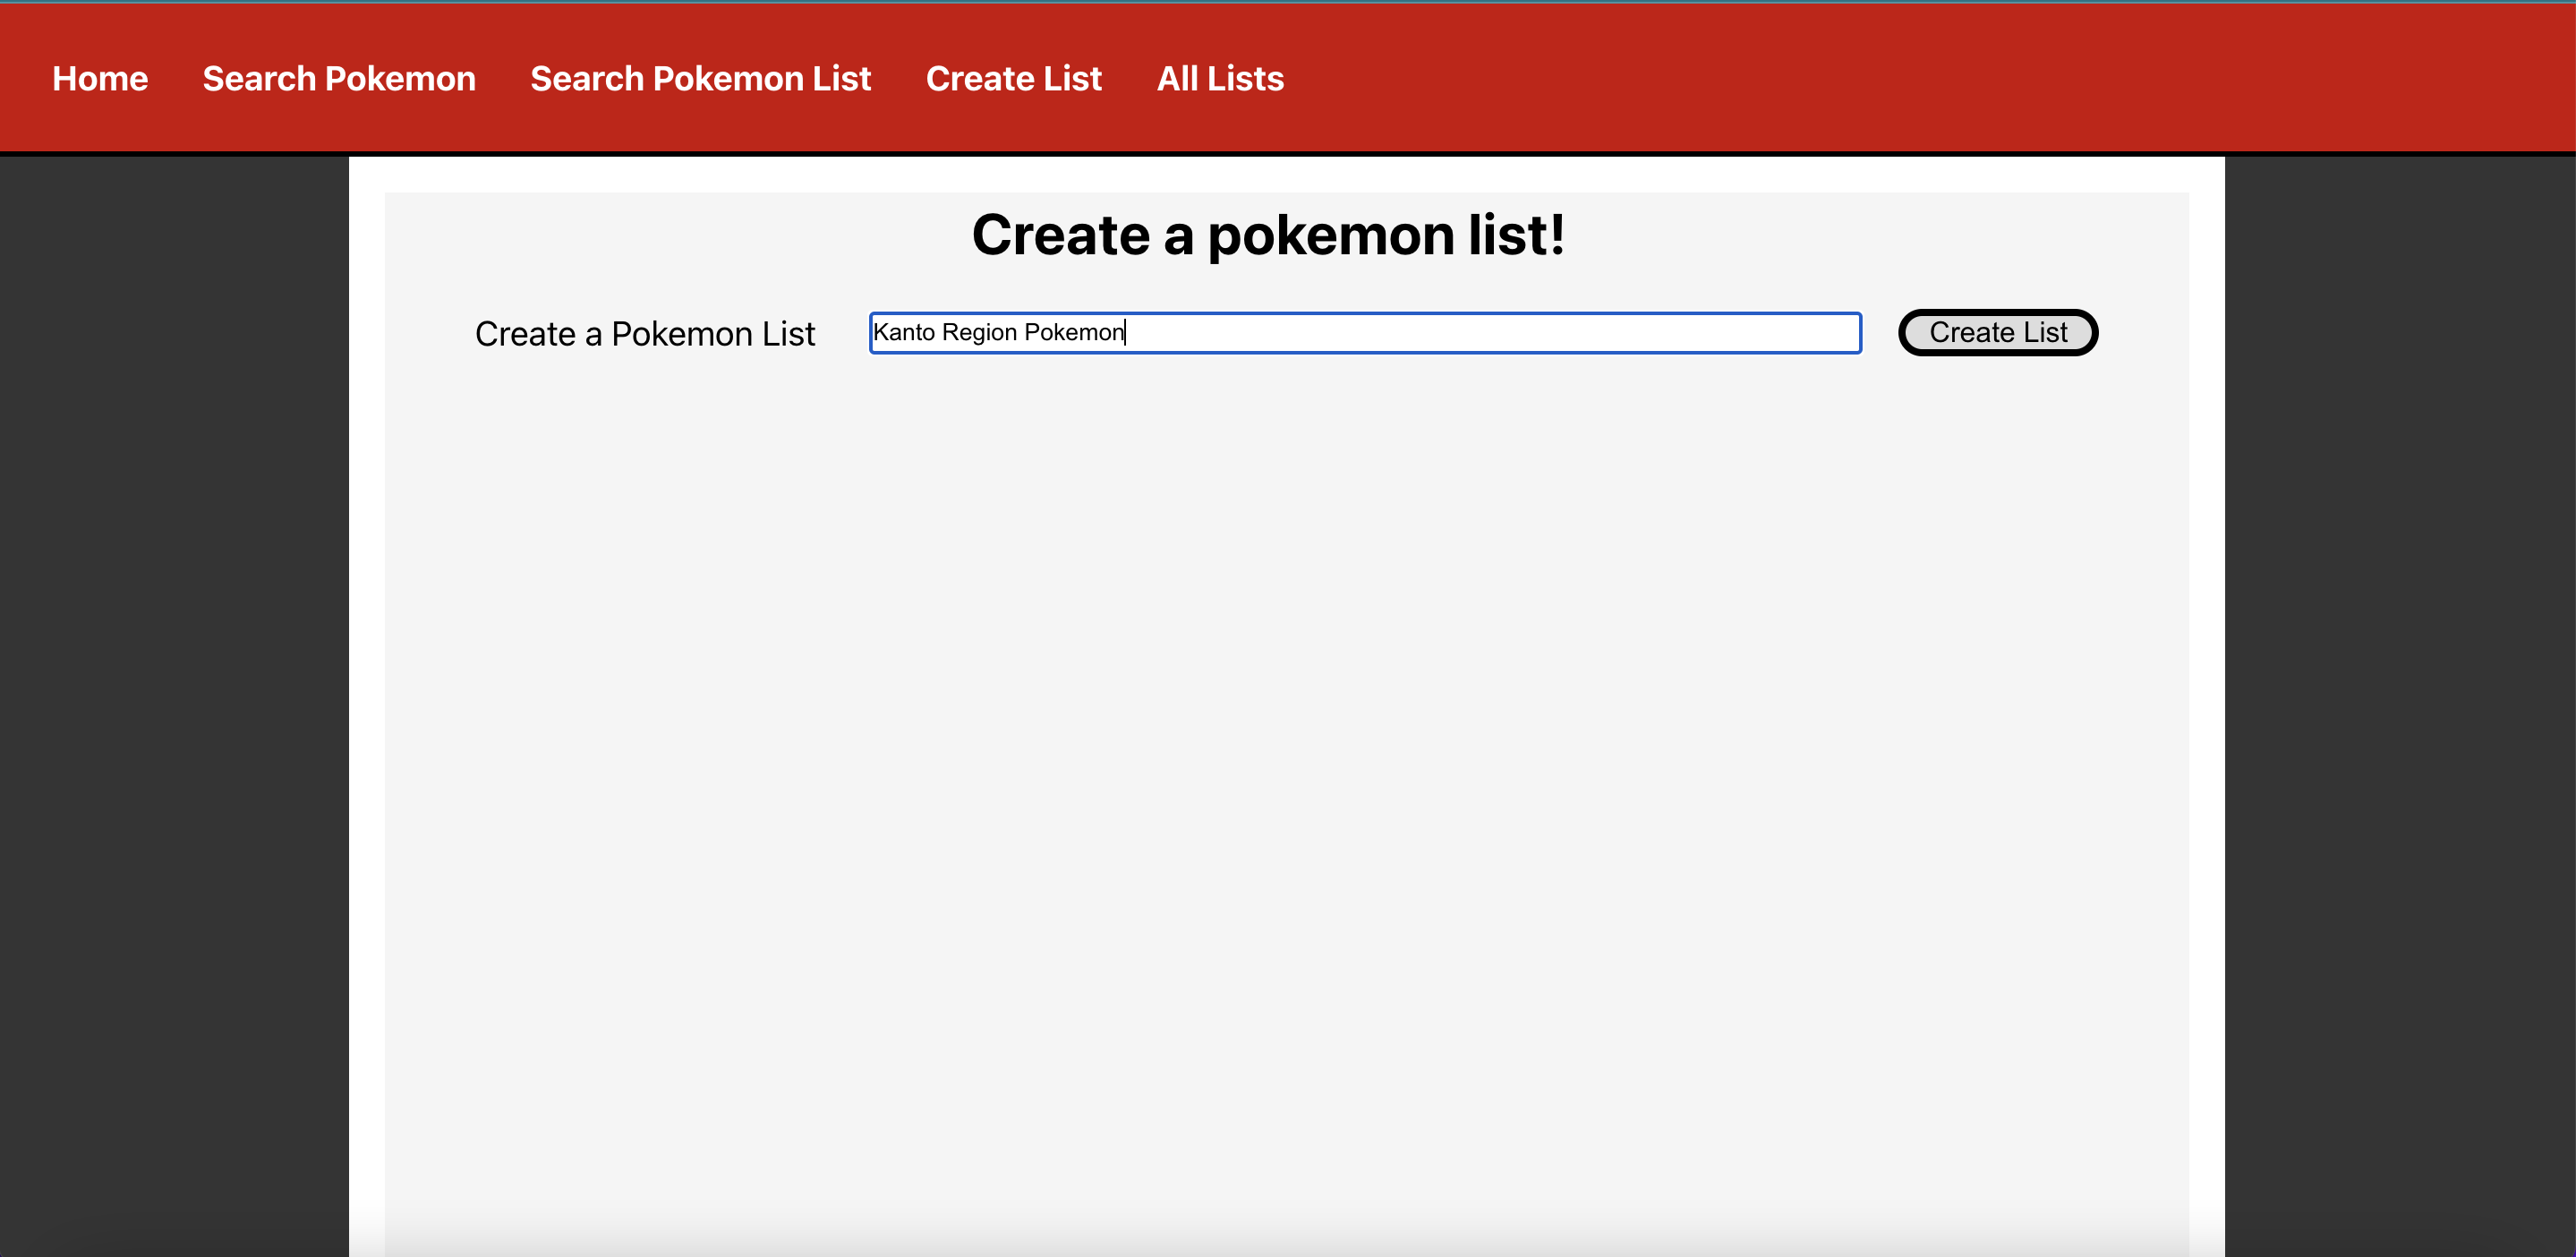 Home Search Pokemon Search Pokemon List Create List All Lists
Create a pokemon list!
Create a Pokemon List Kanto Region Pokemon Create List